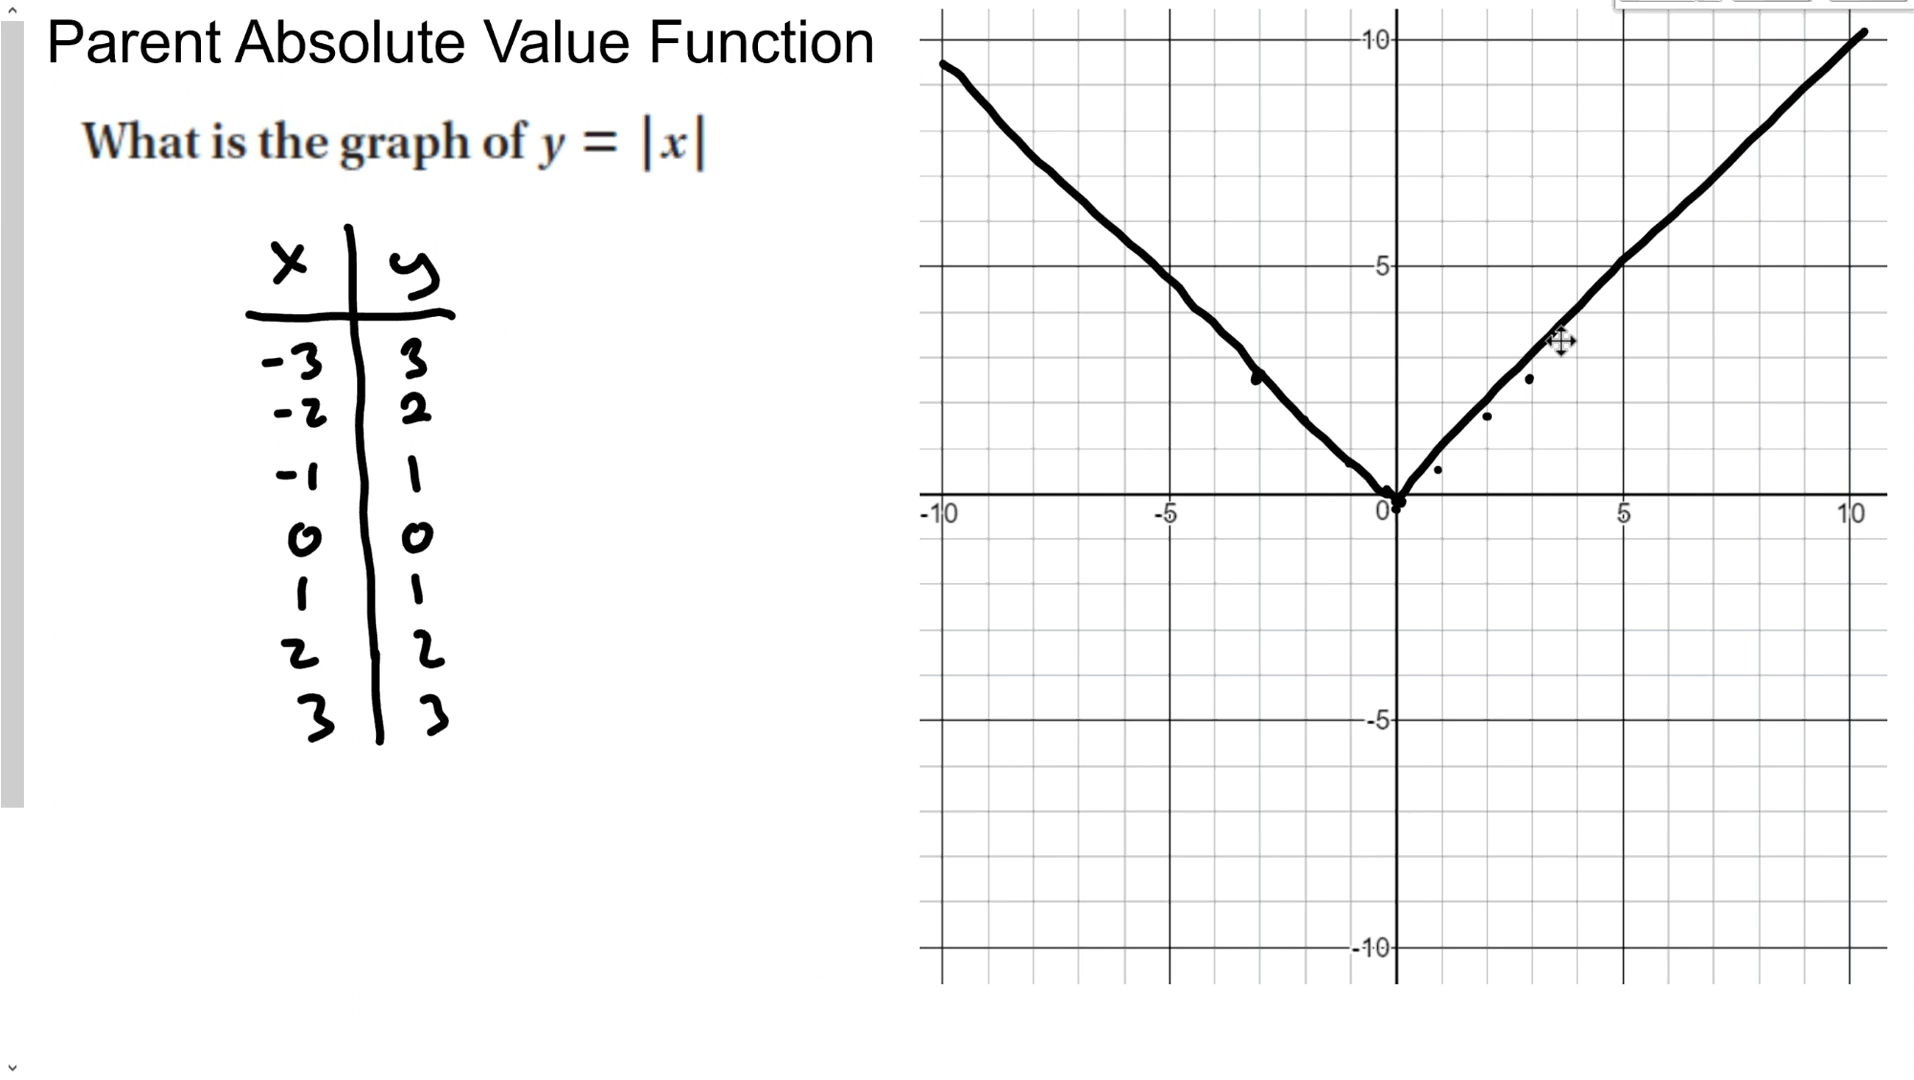 Parent Absolute Value Function
What is the graph of y = |x|
x y
-3 3
-2 2
-1 1
0 0
1 1
2 2
3 3
10
5
-10 -5 0 5 10
-5
-10